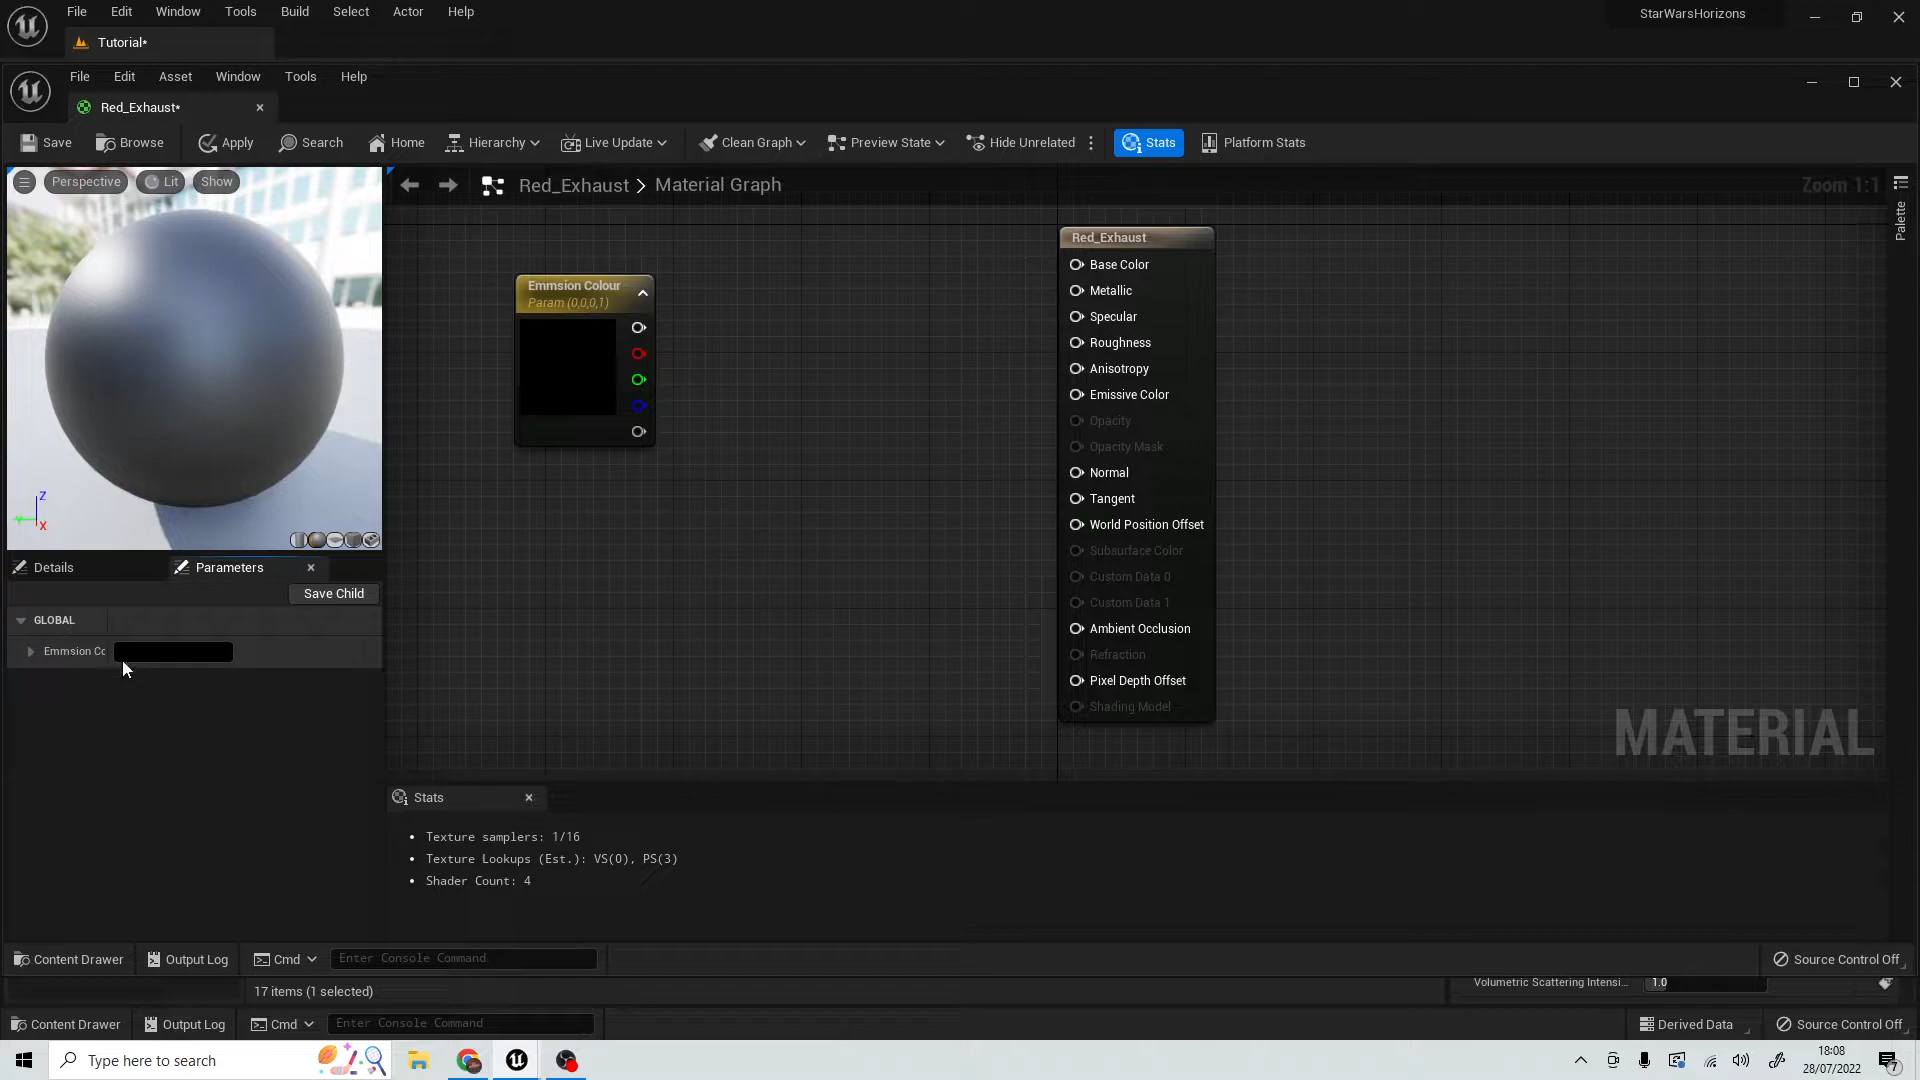 File Edit Window Tools Build Select Actor Help
StarWarsHorizons
Tutorial*
File Edit Asset Window Tools Help
Red_Exhaust*
Save Browse Apply Search Home Hierarchy Live Update Clean Graph Preview State Hide Unrelated Stats Platform Stats
Perspective Lit Show
Red_Exhaust Material Graph
Zoom 1:1
Palette
Emmsion Colour
Param (0,0,0,1)
Red_Exhaust
Base Color
Metallic
Specular
Roughness
Anisotropy
Emissive Color
Opacity
Opacity Mask
Normal
Tangent
World Position Offset
Subsurface Color
Custom Data 0
Custom Data 1
Ambient Occlusion
Refraction
Pixel Depth Offset
Shading Model
Z
Y
X
Details Parameters
Save Child
GLOBAL
Emmsion Cc
MATERIAL
Stats
• Texture samplers: 1/16
• Texture Lookups (Est.): VS(0), PS(3)
• Shader Count: 4
Content Drawer Output Log Cmd Enter Console Command Source Control Off
17 items (1 selected)
Volumetric Scattering Intensi... 1.0
Content Drawer Output Log Cmd Enter Console Command Derived Data Source Control Off
Type here to search
18:08
28/07/2022
7